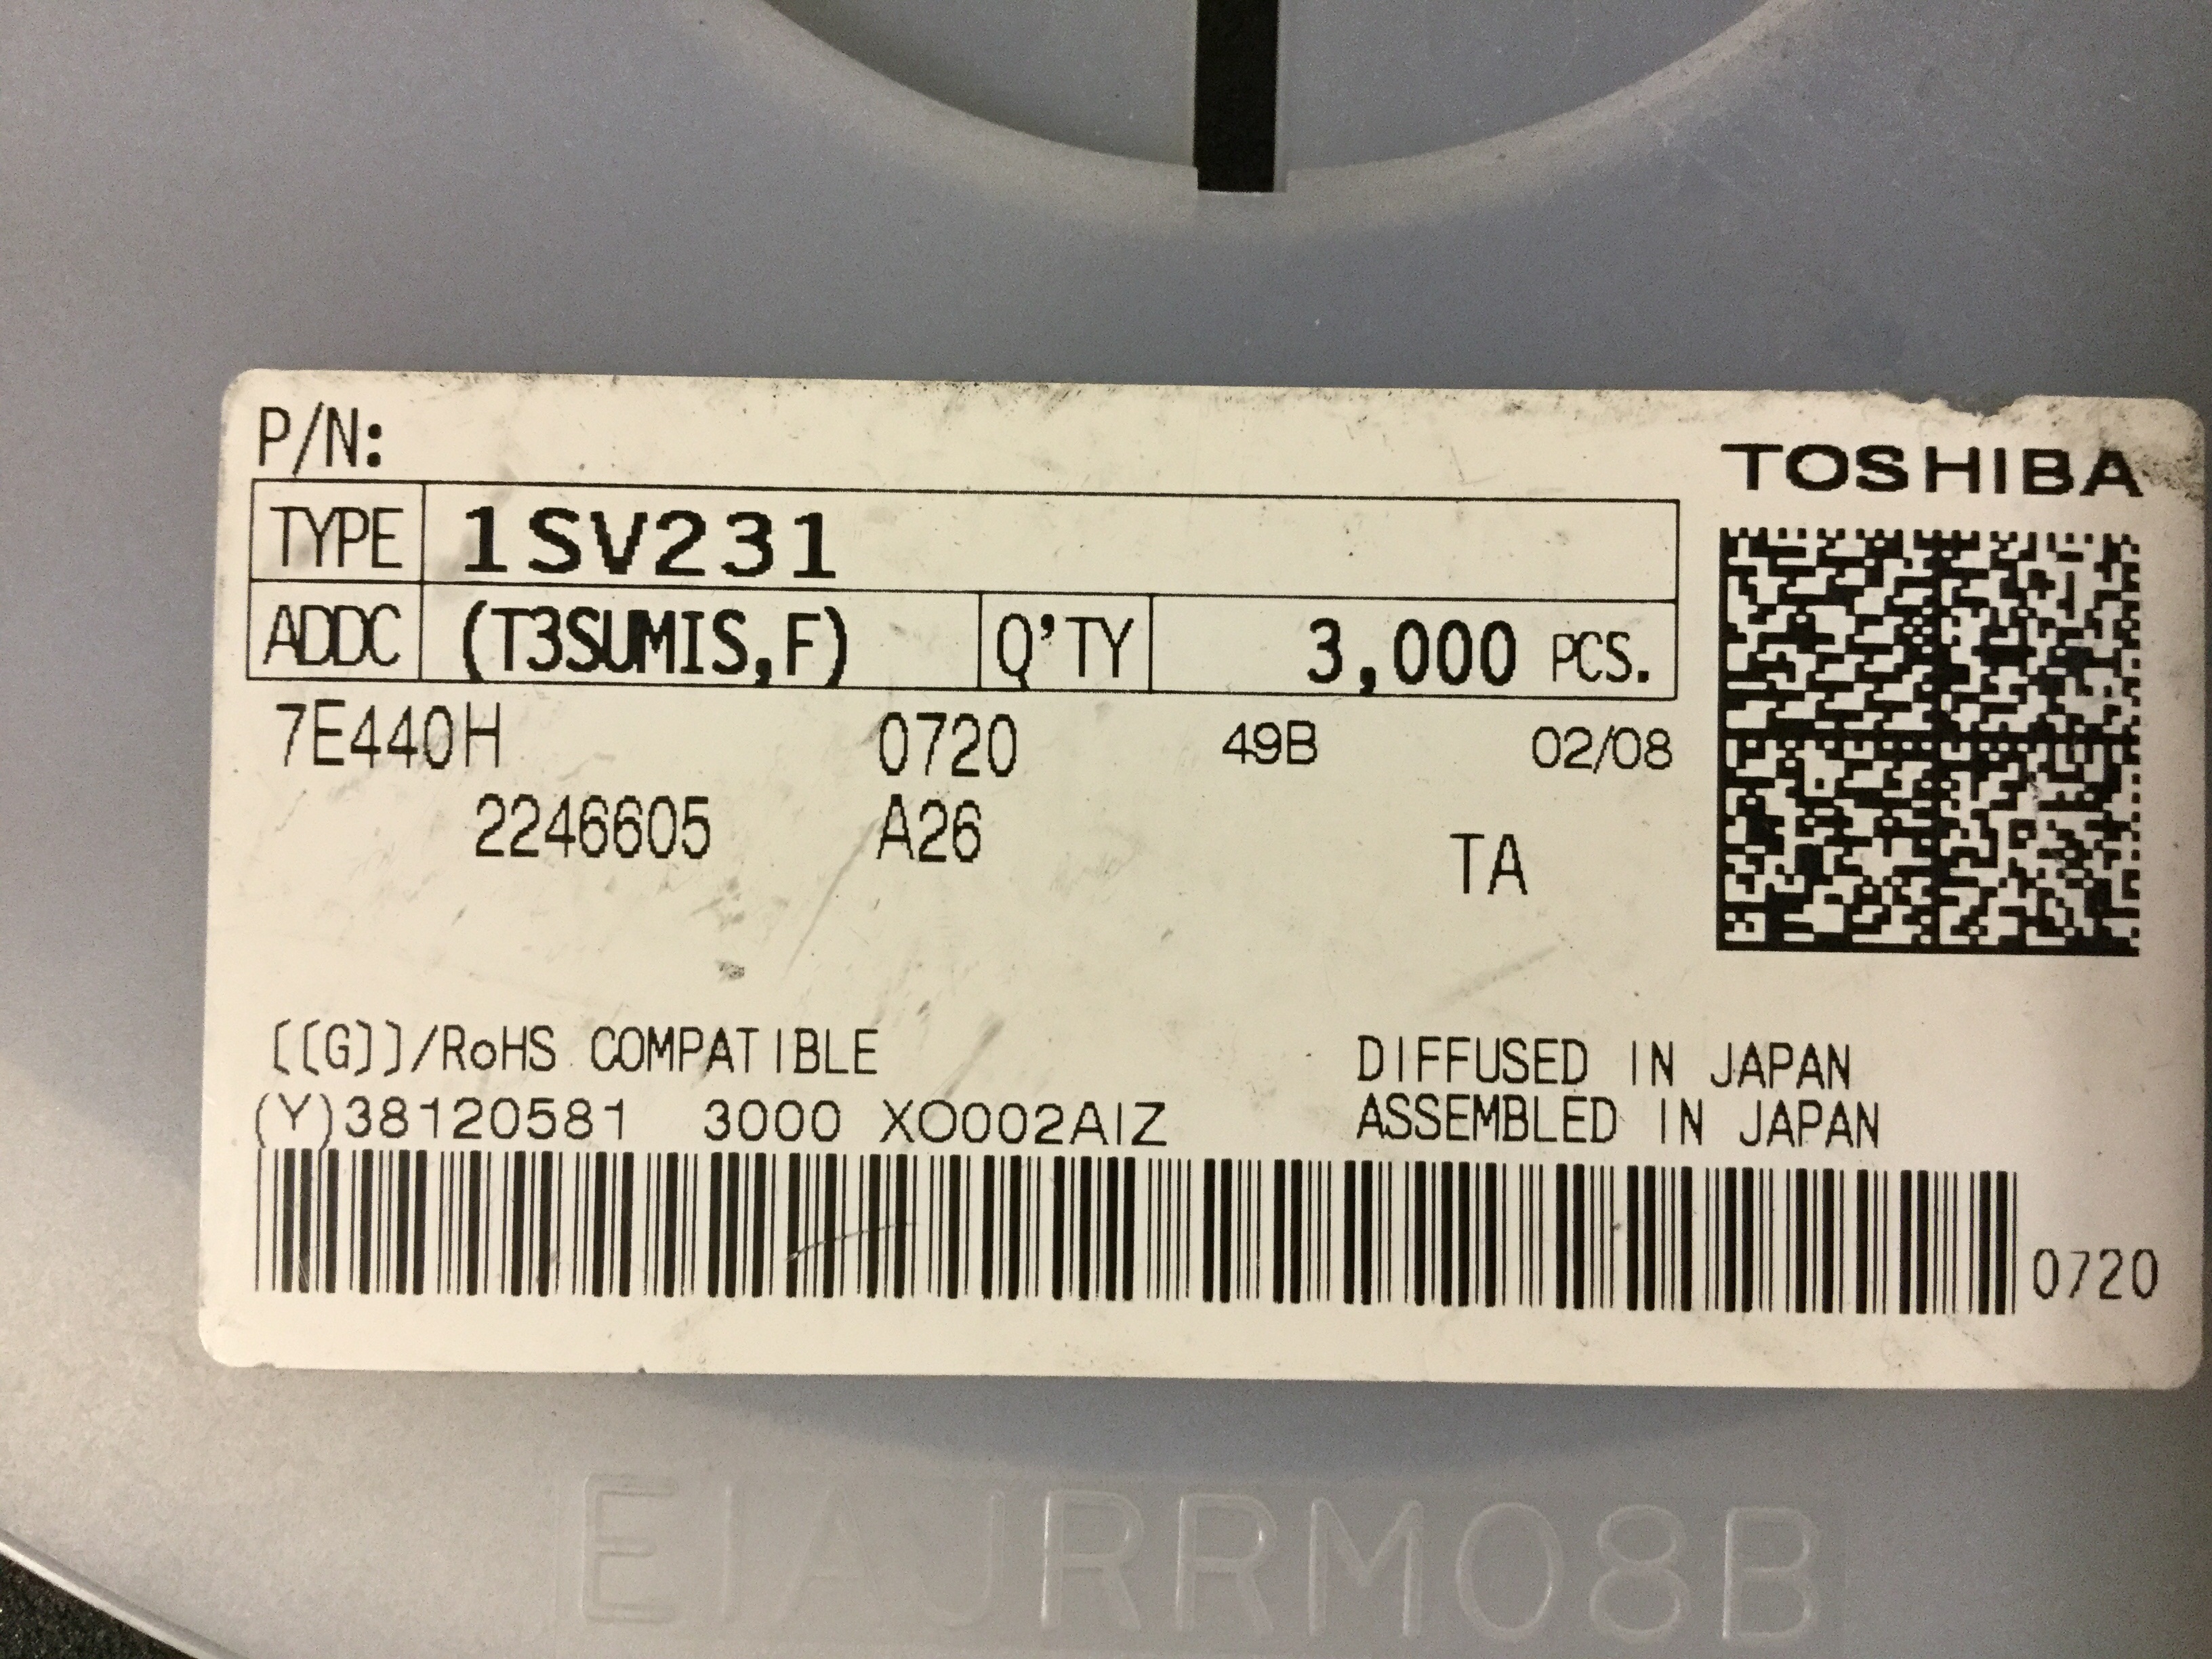 P/N:
TOSHIBA
TYPE 1SV231
ADDC (T3SUMIS,F) Q'TY 3,000 PCS.
7E440H 0720 49B 02/08
2246605 A26 TA
[[G]]/RoHS COMPATIBLE
DIFFUSED IN JAPAN
(Y)38120581 3000 XO002AIZ
ASSEMBLED IN JAPAN
0720
EIAJRRM08B